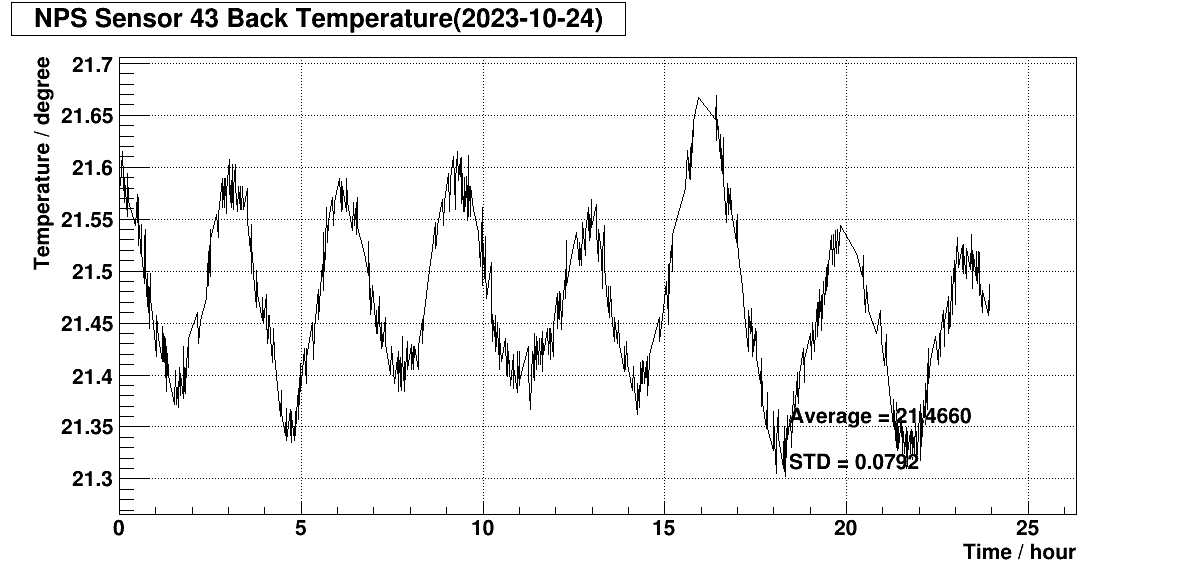 NPS Sensor 43 Back Temperature(2023-10-24)
Temperature / degree
21.7
21.65
21.6
21.55
21.5
21.45
21.4
21.35
21.3
Average = 21.4660
STD = 0.0792
0 5 10 15 20 25
Time / hour